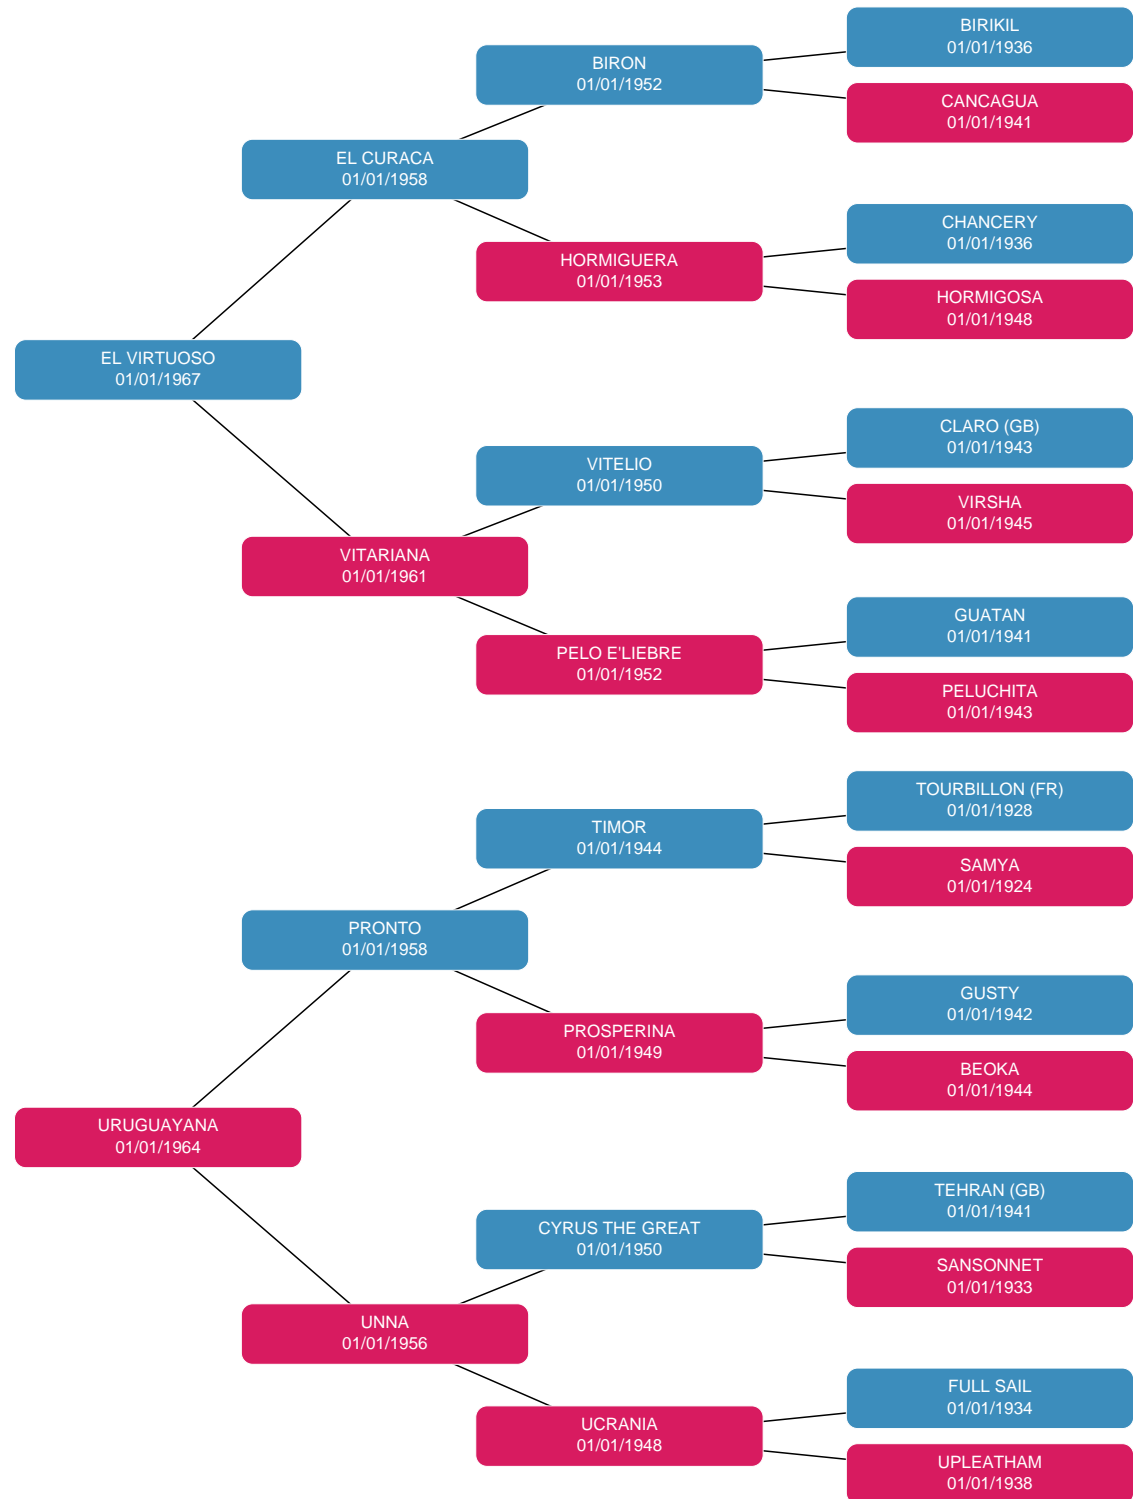 BIRIKIL
01/01/1936
BIRON
01/01/1952
CANCAGUA
01/01/1941
EL CURACA
01/01/1958
CHANCERY
01/01/1936
HORMIGUERA
01/01/1953
HORMIGOSA
01/01/1948
EL VIRTUOSO
01/01/1967
CLARO (GB)
01/01/1943
VITELIO
01/01/1950
VIRSHA
01/01/1945
VITARIANA
01/01/1961
GUATAN
01/01/1941
PELO E'LIEBRE
01/01/1952
PELUCHITA
01/01/1943
TOURBILLON (FR)
01/01/1928
TIMOR
01/01/1944
SAMYA
01/01/1924
PRONTO
01/01/1958
GUSTY
01/01/1942
PROSPERINA
01/01/1949
BEOKA
01/01/1944
URUGUAYANA
01/01/1964
TEHRAN (GB)
01/01/1941
CYRUS THE GREAT
01/01/1950
SANSONNET
01/01/1933
UNNA
01/01/1956
FULL SAIL
01/01/1934
UCRANIA
01/01/1948
UPLEATHAM
01/01/1938